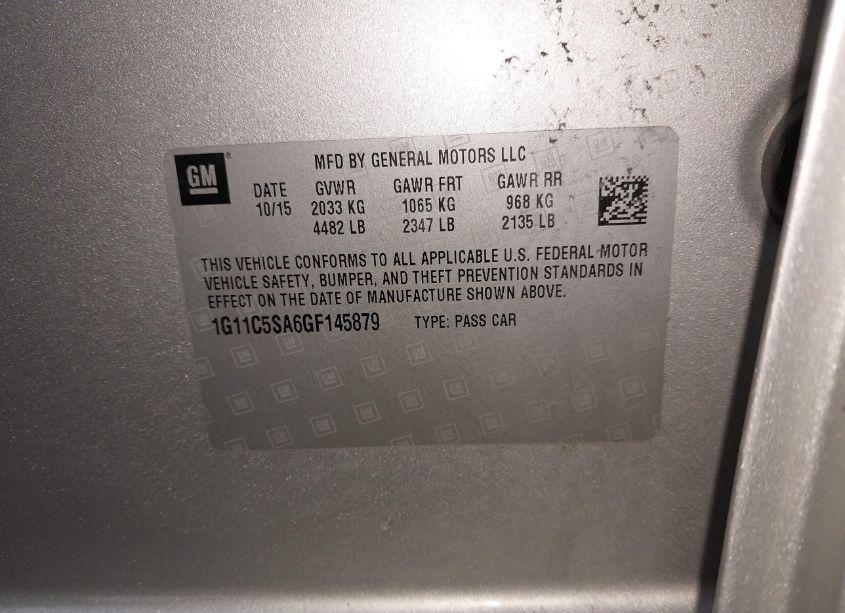 GM®
MFD BY GENERAL MOTORS LLC
DATE GVWR GAWR FRT GAWR RR
10/15 2033 KG 1065 KG 968 KG
4482 LB 2347 LB 2135 LB
THIS VEHICLE CONFORMS TO ALL APPLICABLE U.S. FEDERAL MOTOR
VEHICLE SAFETY, BUMPER, AND THEFT PREVENTION STANDARDS IN
EFFECT ON THE DATE OF MANUFACTURE SHOWN ABOVE.
1G11C5SA6GF145879 TYPE: PASS CAR